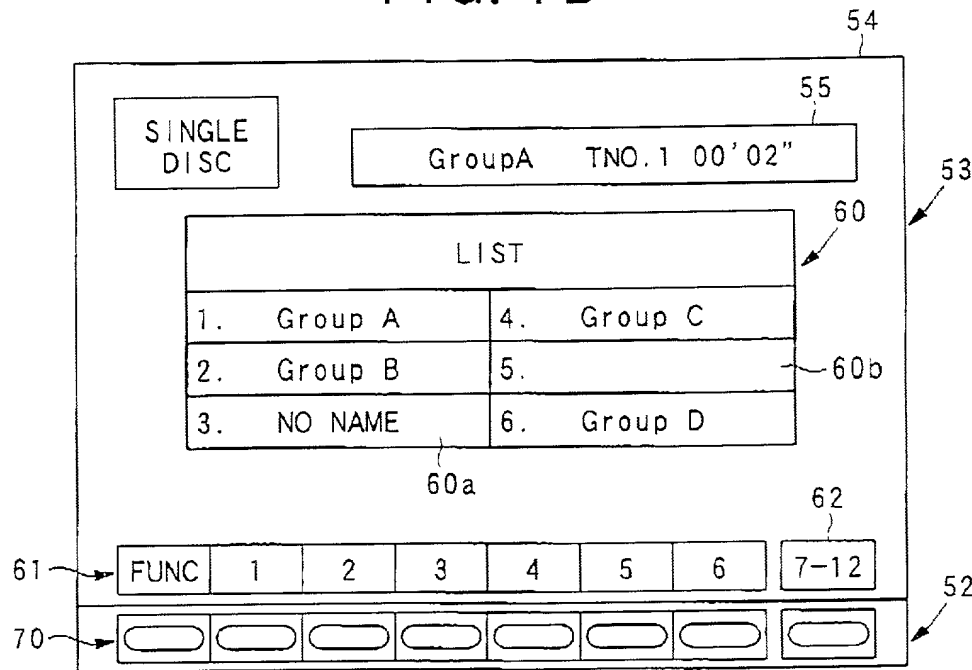 54
SINGLE
DISC
55
GroupA TNO.1 00'02"
53
60
LIST
1. Group A 4. Group C
2. Group B 5.
60b
3. NO NAME 6. Group D
60a
62
61 FUNC 1 2 3 4 5 6 7-12
70
52